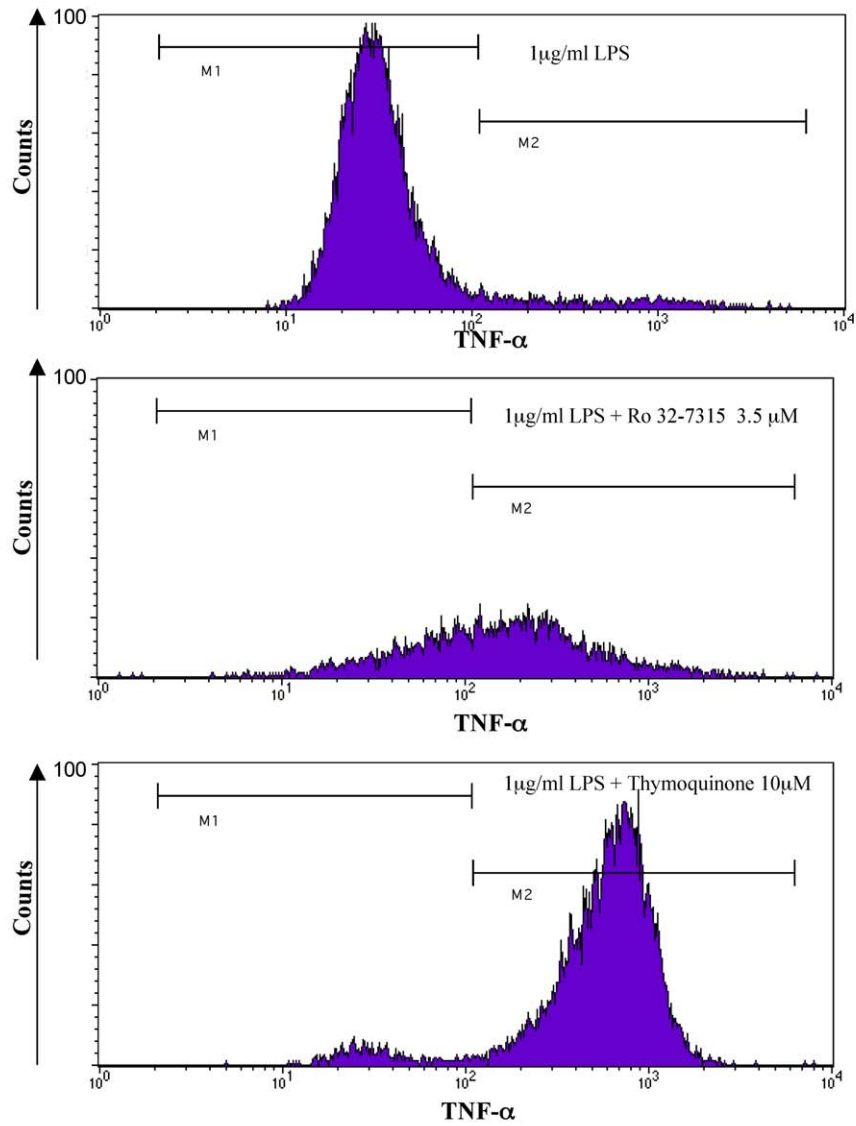 100
1µg/ml LPS
M1
M2
Counts
10⁰ 10¹ 10² 10³ 10⁴
TNF-α
100
1µg/ml LPS + Ro 32-7315 3.5 µM
M1
M2
Counts
10⁰ 10¹ 10² 10³ 10⁴
TNF-α
100
1µg/ml LPS + Thymoquinone 10µM
M1
M2
Counts
10⁰ 10¹ 10² 10³ 10⁴
TNF-α